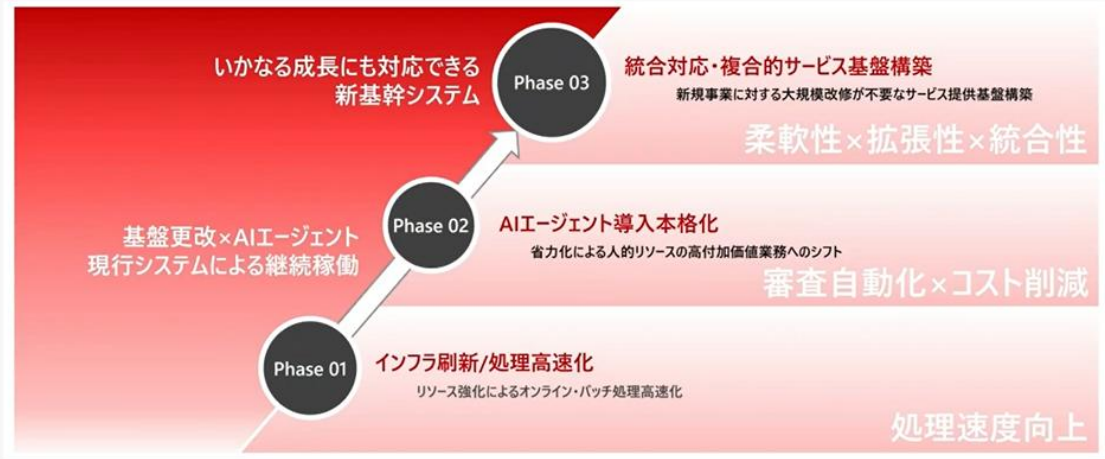 いかなる成長にも対応できる
新基幹システム
Phase 03
統合対応・複合的サービス基盤構築
新規事業に対する大規模改修が不要なサービス提供基盤構築
柔軟性×拡張性×統合性
基盤更改×AIエージェント
現行システムによる継続稼働
Phase 02
AIエージェント導入本格化
省力化による人的リソースの高付加価値業務へのシフト
審査自動化×コスト削減
Phase 01
インフラ刷新/処理高速化
リソース強化によるオンライン・バッチ処理高速化
処理速度向上